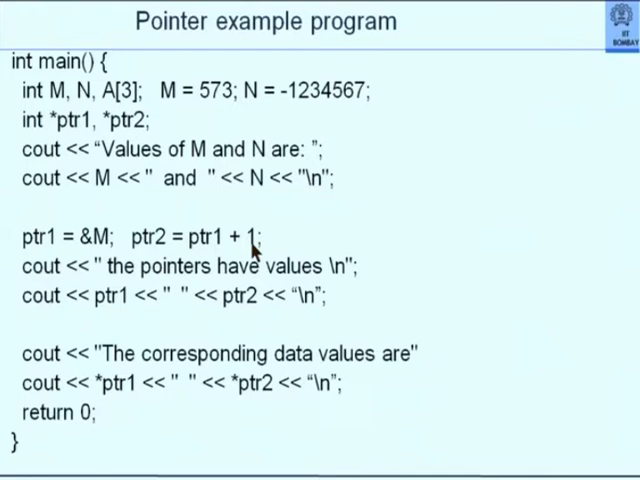 Pointer example program
IIT
BOMBAY
int main() {
int M, N, A[3];   M = 573; N = -1234567;
int *ptr1, *ptr2;
cout << “Values of M and N are: ”;
cout << M << "  and  " << N << "\n";
ptr1 = &M;   ptr2 = ptr1 + 1;
cout << " the pointers have values \n";
cout << ptr1 << "  " << ptr2 << “\n”;
cout << "The corresponding data values are"
cout << *ptr1 << "  " << *ptr2 << “\n”;
return 0;
}